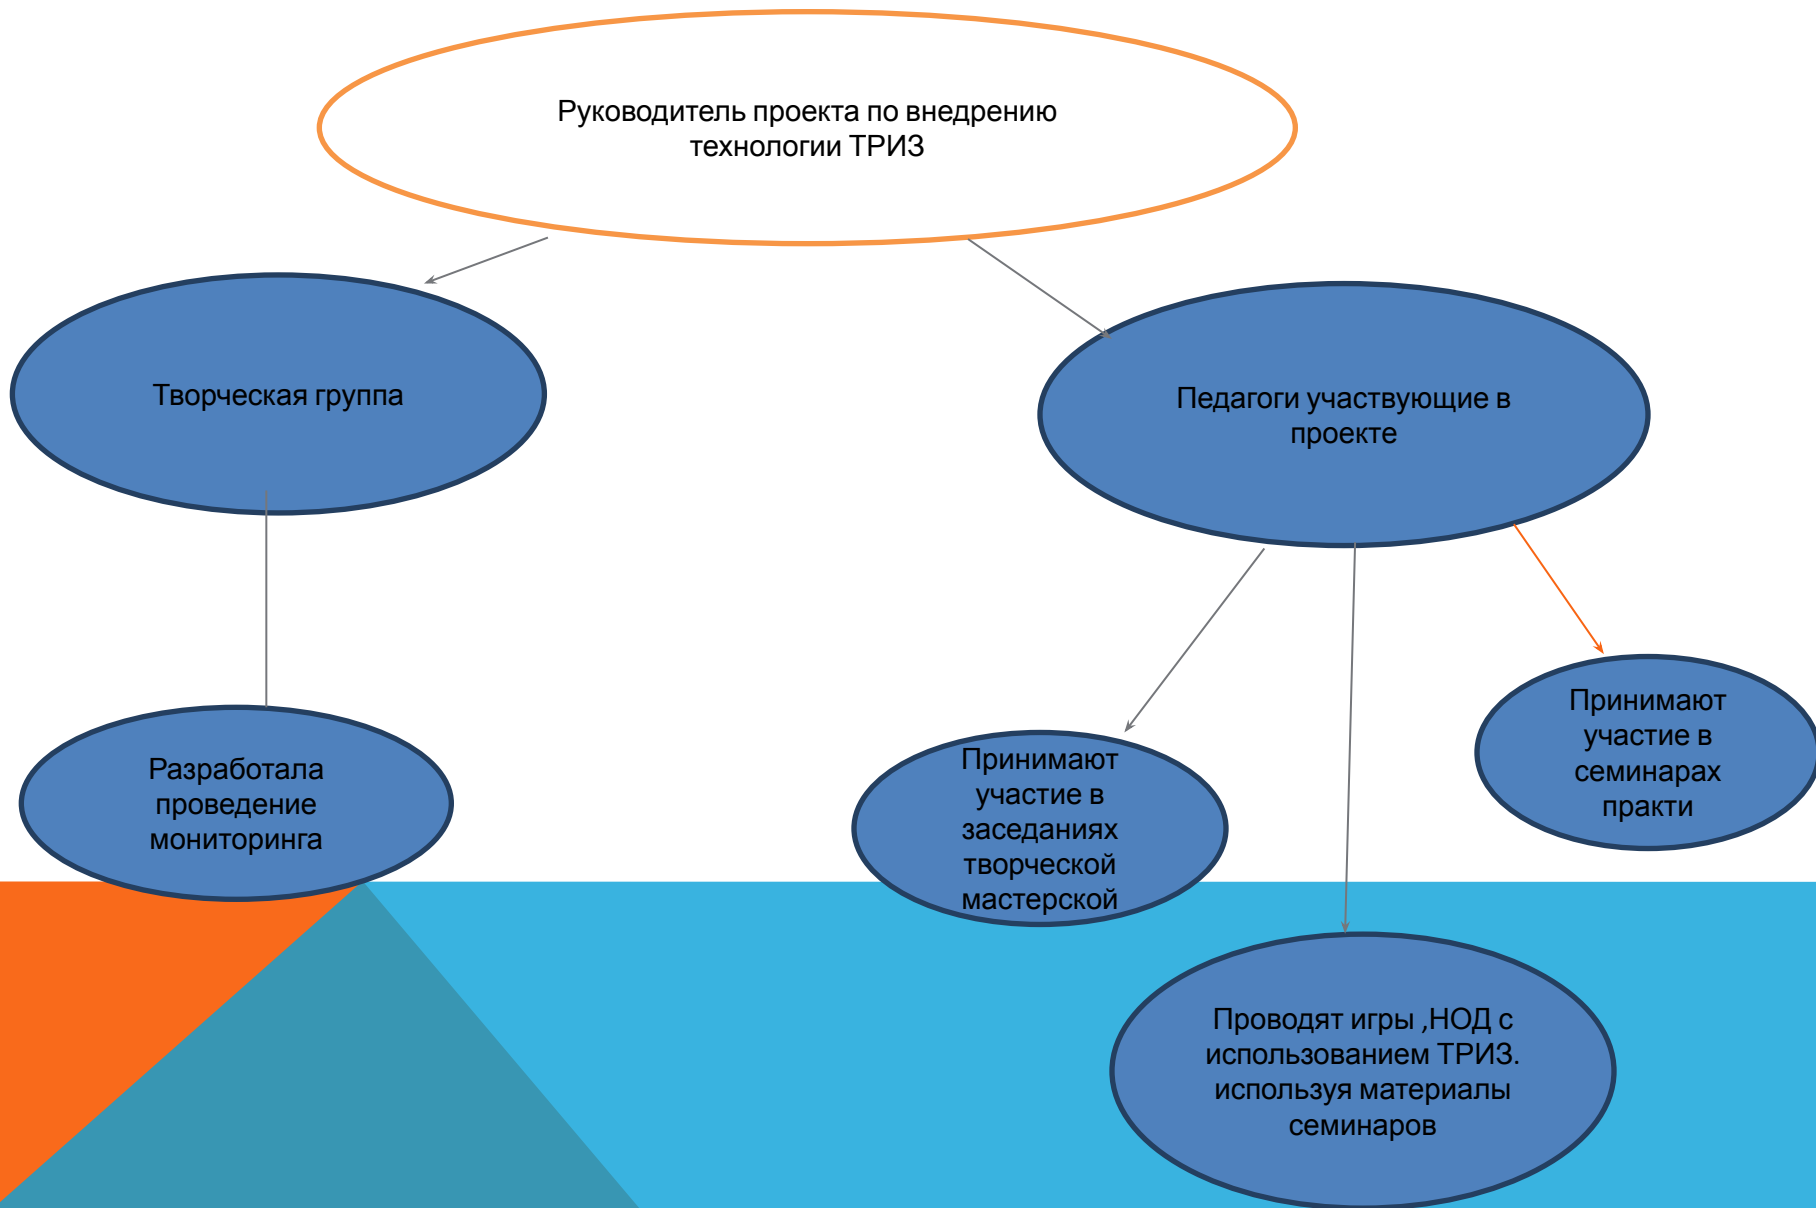 Руководитель проекта по внедрению
технологии ТРИЗ
Творческая группа
Педагоги участвующие в
проекте
Разработала
проведение
мониторинга
Принимают
участие в
заседаниях
творческой
мастерской
Принимают
участие в
семинарах
практи
Проводят игры ,НОД с
использованием ТРИЗ.
используя материалы
семинаров